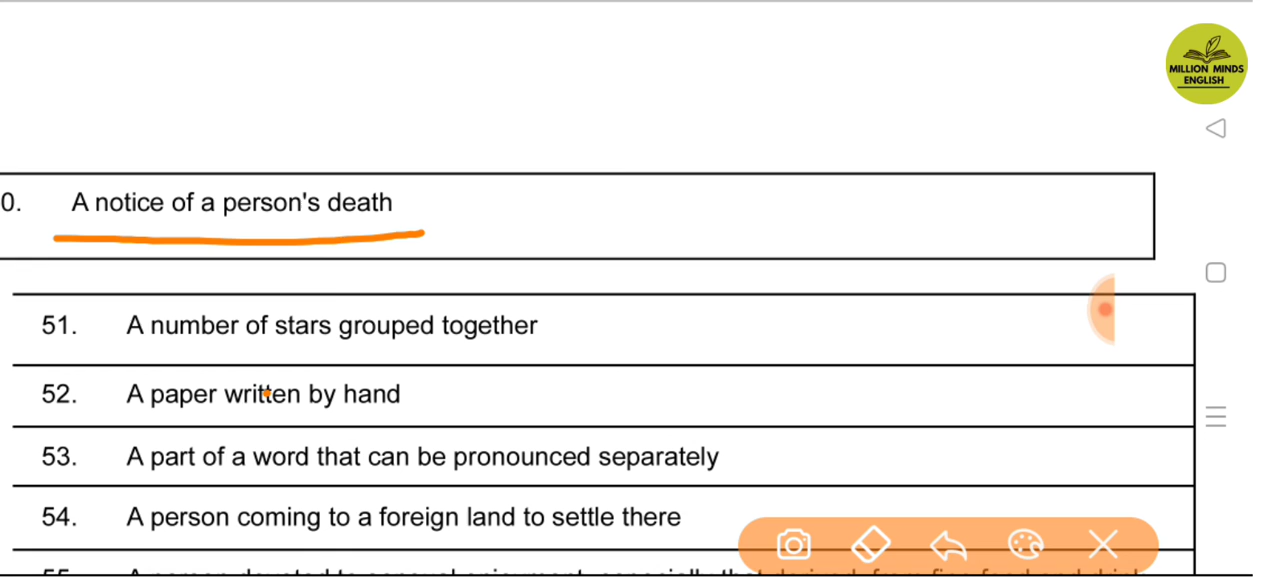 MILLION MINDS
ENGLISH
0. A notice of a person's death
51. A number of stars grouped together
52. A paper written by hand
53. A part of a word that can be pronounced separately
54. A person coming to a foreign land to settle there